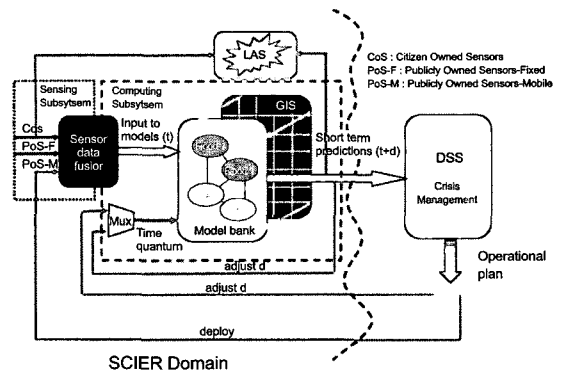 LAS
CoS : Citizen Owned Sensors
PoS-F : Publicly Owned Sensors-Fixed
PoS-M : Publicly Owned Sensors-Mobile
Sensing
Subsytsem
Computing
Subsytsem
GIS
Cos
PoS-F
PoS-M
Sensor
data
fusior
Input to
models (t)
Short term
predictions (t+d)
DSS
Crisis
Management
Mux
Time
quantum
Model bank
adjust d
adjust d
Operational
plan
deploy
SCIER Domain